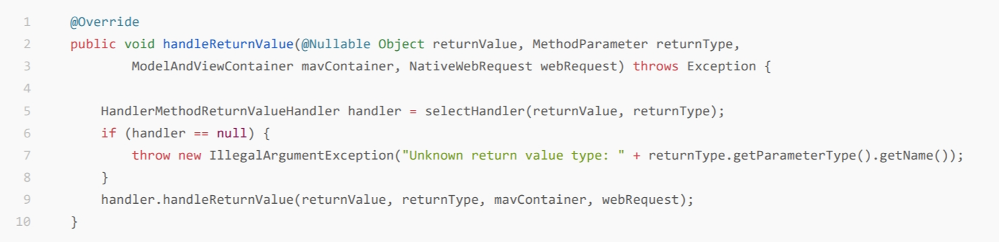 1 @Override
2 public void handleReturnValue(@Nullable Object returnValue, MethodParameter returnType,
3 ModelAndViewContainer mavContainer, NativeWebRequest webRequest) throws Exception {
4
5 HandlerMethodReturnValueHandler handler = selectHandler(returnValue, returnType);
6 if (handler == null) {
7 throw new IllegalArgumentException("Unknown return value type: " + returnType.getParameterType().getName());
8 }
9 handler.handleReturnValue(returnValue, returnType, mavContainer, webRequest);
10 }